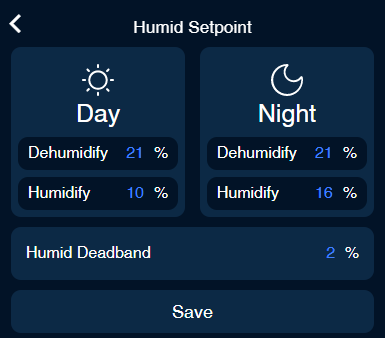 Humid Setpoint
Day
Dehumidify 21 %
Humidify 10 %
Night
Dehumidify 21 %
Humidify 16 %
Humid Deadband 2 %
Save